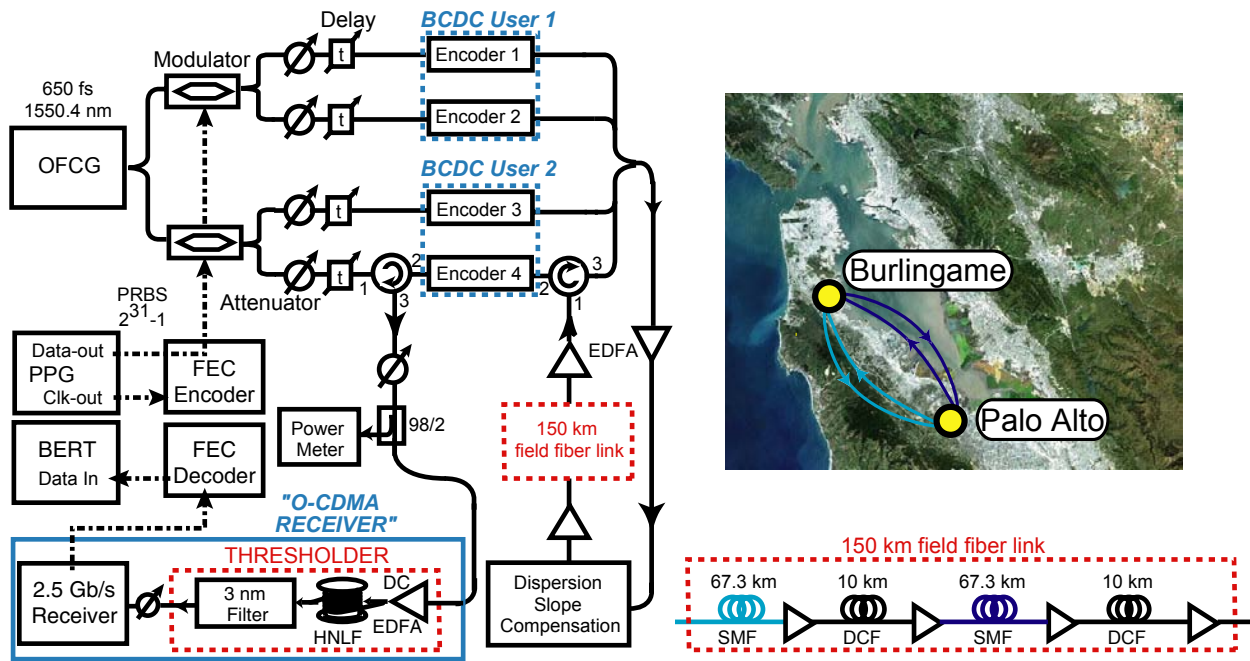 Delay
BCDC User 1
Modulator
t
Encoder 1
650 fs
1550.4 nm
t
Encoder 2
OFCG
BCDC User 2
t
Encoder 3
t
2
Encoder 4
3
Attenuator
1
3
2
1
PRBS
2^31-1
Data-out
PPG
Clk-out
FEC
Encoder
EDFA
BERT
Data In
FEC
Decoder
Power
Meter
98/2
150 km
field fiber link
"O-CDMA
RECEIVER"
THRESHOLDER
2.5 Gb/s
Receiver
3 nm
Filter
HNLF
DC
EDFA
Dispersion
Slope
Compensation
Burlingame
Palo Alto
150 km field fiber link
67.3 km
10 km
67.3 km
10 km
SMF
DCF
SMF
DCF